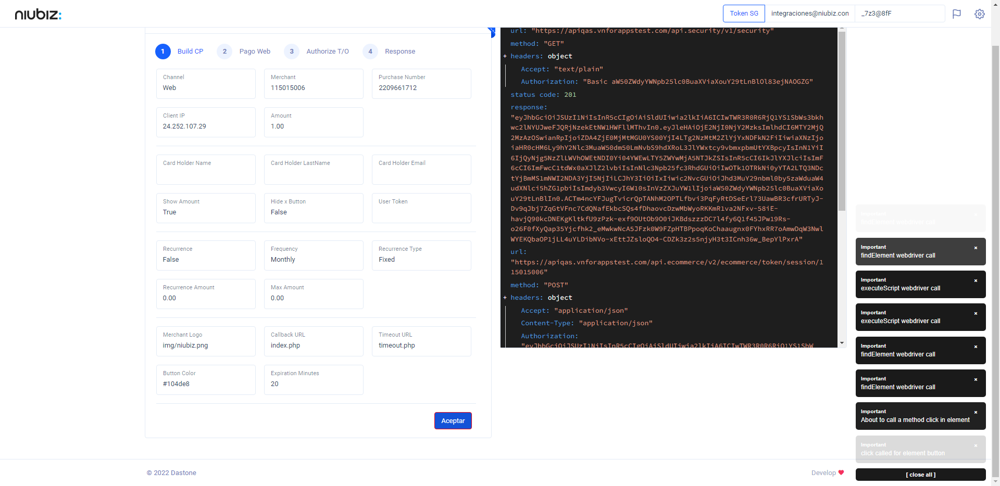 niubiz:
Token SG
integraciones@niubiz.con
_7z3@8fF
1 Build CP
2 Pago Web
3 Authorize T/O
4 Response
Channel
Web
Merchant
115015006
Purchase Number
2209661712
Client IP
24.252.107.29
Amount
1.00
Card Holder Name
Card Holder LastName
Card Holder Email
Show Amount
True
Hide x Button
False
User Token
Recurrence
False
Frequency
Monthly
Recurrence Type
Fixed
Recurrence Amount
0.00
Max Amount
0.00
Merchant Logo
img/niubiz.png
Callback URL
index.php
Timeout URL
timeout.php
Button Color
#104de8
Expiration Minutes
20
Aceptar
url: "https://apiqas.vnforappstest.com/api.security/v1/security"
method: "GET"
+ headers: object
Accept: "text/plain"
Authorization: "Basic aW50ZWdyYWNpb25lc0BuaXViaXouY29tLnBlOl83ejNAOGZG"
status code: 201
response:
"eyJhbGciOiJSUzI1NiIsInR5cCIgOiAiSldUIiwia2lkIiA6ICIwTWR3R0R6RjQ1YS1SbWs3bkh
wc2lNYUJweFJQRjNzekEtNW1HWFllMThvIn0.eyJleHAiOjE2NjI0NjY2MzksImlhdCI6MTY2MjQ
2MzAzOSwianRpIjoiZDA4ZjE0MjMtMGU0YS00YjI4LTg2NzMtM2ZlYjYxNDFkN2FiIiwiaXNzIjo
iaHR0cHM6Ly9hY2Nlc3MuaW50dm50LmNvbS9hdXRoL3JlYWxtcy9vbmxpbmUtYXBpcyIsInN1YiI
6IjQyNjg5NzZlLWVhOWEtNDI0Yi04YWEwLTY5ZWYwMjA5NTJkZSIsInR5cCI6IkJlYXJlciIsImF
6cCI6ImFwcC1tdWx0aXJlZ2lvbiIsInNlc3Npb25fc3RhdGUiOiIwOTk1OTRkNi0yYTA2LTQ3NDc
tYjBmMS1mNWI2NDA3YjI5NjIiLCJhY3IiOiIxIiwic2NvcGUiOiJhd3MuY29nbml0by5zaWduaW4
udXNlci5hZG1pbiIsImdyb3VwcyI6W10sInVzZXJuYW1lIjoiaW50ZWdyYWNpb25lc0BuaXViaXo
uY29tLnBlIn0.ACTm4ncYFJugTvicrQpTANhM2OPTLfbvi3PqFyRtDSeErl73UawBR3cfrURTyJ-
Dv9qJbj7ZqGtVFnc7CdQNafEkbcSQs4fDhaovcDzwMbWyoRKKmR1va2NFxv-58iE-
havjQ90kcDNEKgKltkfU9zPzk-exf9OUtOb9O0iJKBdszzzDC7l4fy6Q1f45JPw19Rs-
o26F0fXyQap35Yjcfhk2_eMwkwNcA5JFzk0W9FZpHTBPpoqKoChaaugnx0FYhxRR7oAmwDqW3Nwl
WYEKQbaOP1jLL4uYLDibNVo-xEttJZsloQO4-CDZk3z2s5njyH3t3ICnh36w_BepYlPxrA"
url:
"https://apiqas.vnforappstest.com/api.ecommerce/v2/ecommerce/token/session/1
15015006"
method: "POST"
+ headers: object
Accept: "application/json"
Content-Type: "application/json"
Authorization:
"eyJhbGciOiJSUzI1NiIsInR5cCIgOiAiSldUIiwia2lkIiA6ICIwTWR3R0R6RjQ1YS1SbW
Important
findElement webdriver call
Important
findElement webdriver call
Important
executeScript webdriver call
Important
executeScript webdriver call
Important
findElement webdriver call
Important
findElement webdriver call
Important
About to call a method click in element
Important
click called for element button
[ close all ]
© 2022 Dastone
Develop